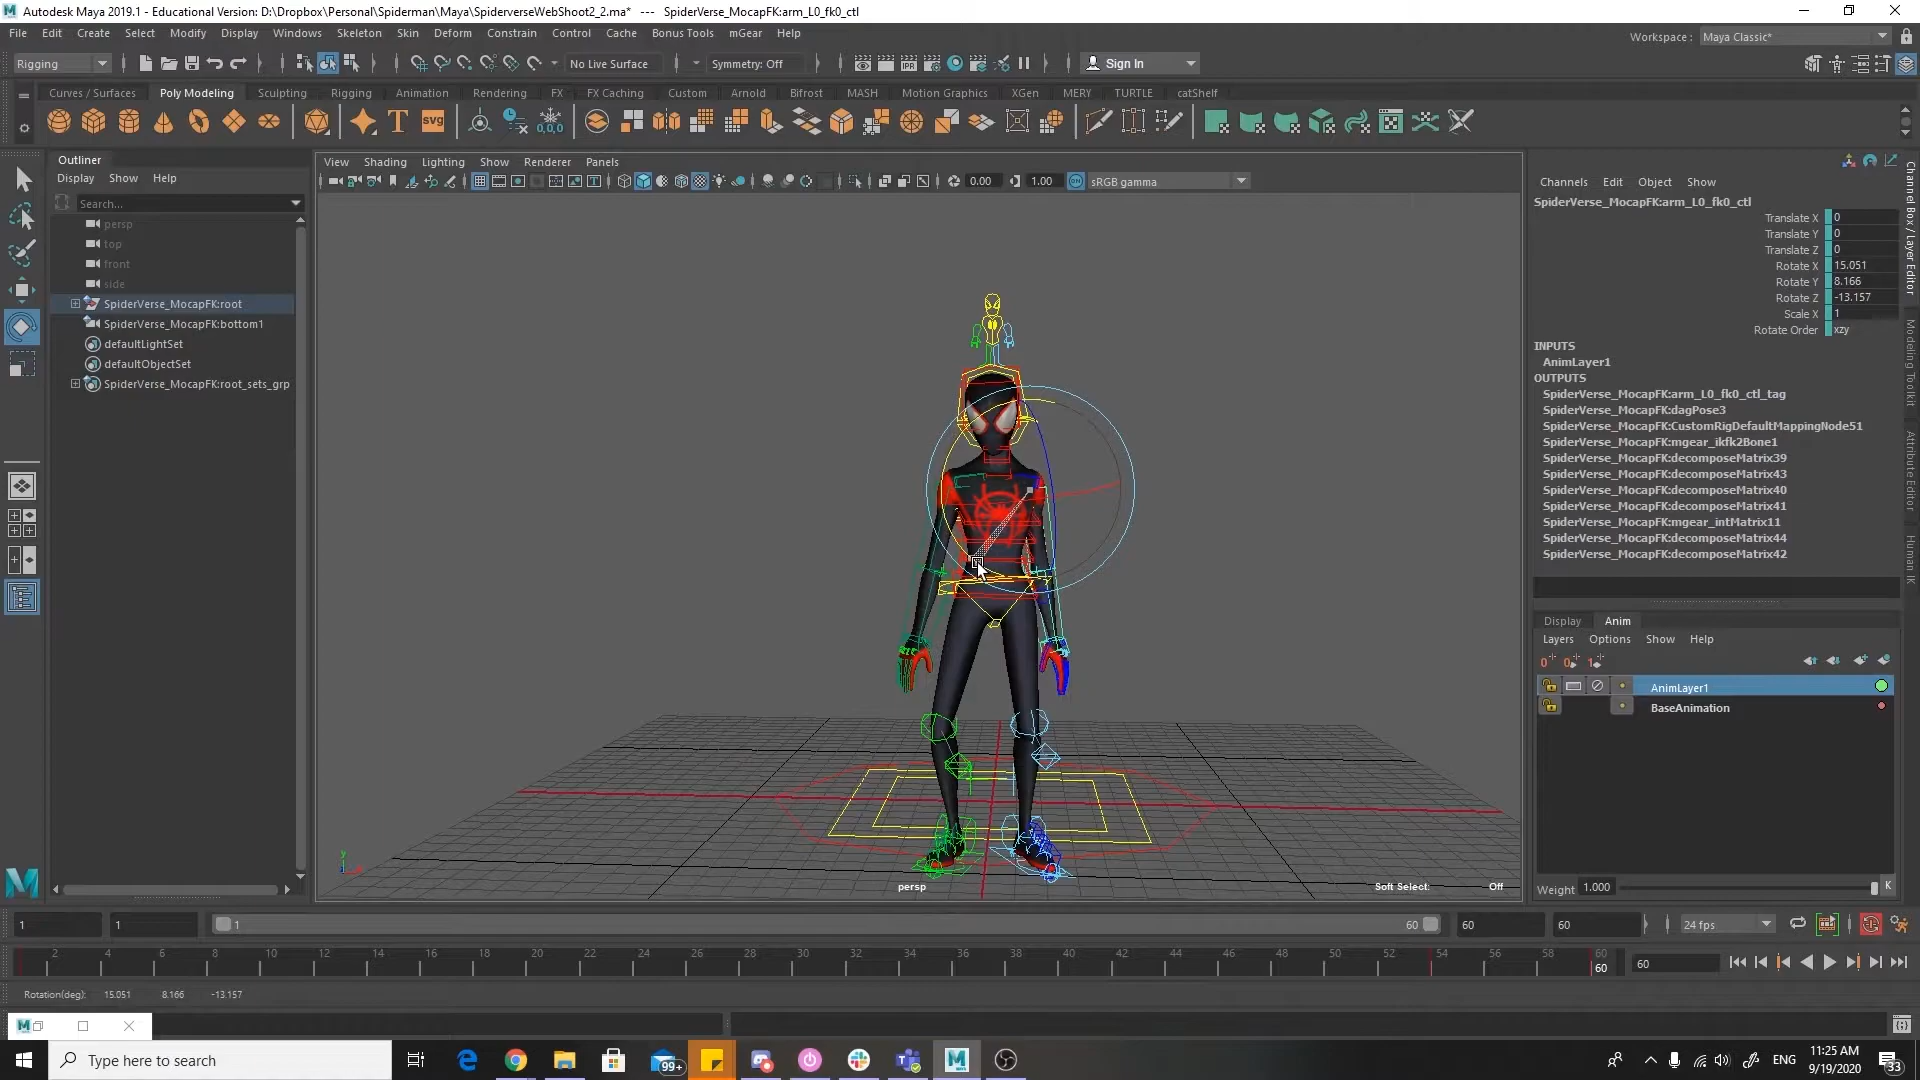 Autodesk Maya 2019.1 - Educational Version: D:\Dropbox\Personal\Spiderman\Maya\SpiderverseWebShoot2_2.ma* --- SpiderVerse_MocapFK:arm_L0_fk0_ctl
File Edit Create Select Modify Display Windows Skeleton Skin Deform Constrain Control Cache Bonus Tools mGear Help
Workspace : Maya Classic*
Rigging No Live Surface Symmetry: Off Sign In
Curves / Surfaces Poly Modeling Sculpting Rigging Animation Rendering FX FX Caching Custom Arnold Bifrost MASH Motion Graphics XGen MERY TURTLE catShelf
T svg 0,0,0
Outliner
Display Show Help
Search...
persp
top
front
side
SpiderVerse_MocapFK:root
SpiderVerse_MocapFK:bottom1
defaultLightSet
defaultObjectSet
SpiderVerse_MocapFK:root_sets_grp
View Shading Lighting Show Renderer Panels
0.00 1.00 sRGB gamma
persp
Soft Select: Off
Channels Edit Object Show
SpiderVerse_MocapFK:arm_L0_fk0_ctl
Translate X 0
Translate Y 0
Translate Z 0
Rotate X 15.051
Rotate Y 8.166
Rotate Z -13.157
Scale X 1
Rotate Order xzy
INPUTS
AnimLayer1
OUTPUTS
SpiderVerse_MocapFK:arm_L0_fk0_ctl_tag
SpiderVerse_MocapFK:dagPose3
SpiderVerse_MocapFK:CustomRigDefaultMappingNode51
SpiderVerse_MocapFK:mgear_ikfk2Bone1
SpiderVerse_MocapFK:decomposeMatrix39
SpiderVerse_MocapFK:decomposeMatrix43
SpiderVerse_MocapFK:decomposeMatrix40
SpiderVerse_MocapFK:decomposeMatrix41
SpiderVerse_MocapFK:mgear_intMatrix11
SpiderVerse_MocapFK:decomposeMatrix44
SpiderVerse_MocapFK:decomposeMatrix42
Display Anim
Layers Options Show Help
AnimLayer1
BaseAnimation
Weight 1.000 K
Channel Box / Layer Editor
Modeling Toolkit
Attribute Editor
Human IK
1 1 1 60 60 60 24 fps
2 4 6 8 10 12 14 16 18 20 22 24 26 28 30 32 34 36 38 40 42 44 46 48 50 52 54 56 58 60
60 60
Rotation(deg): 15.051 8.166 -13.157
Type here to search
99+
ENG
11:25 AM
9/19/2020
33